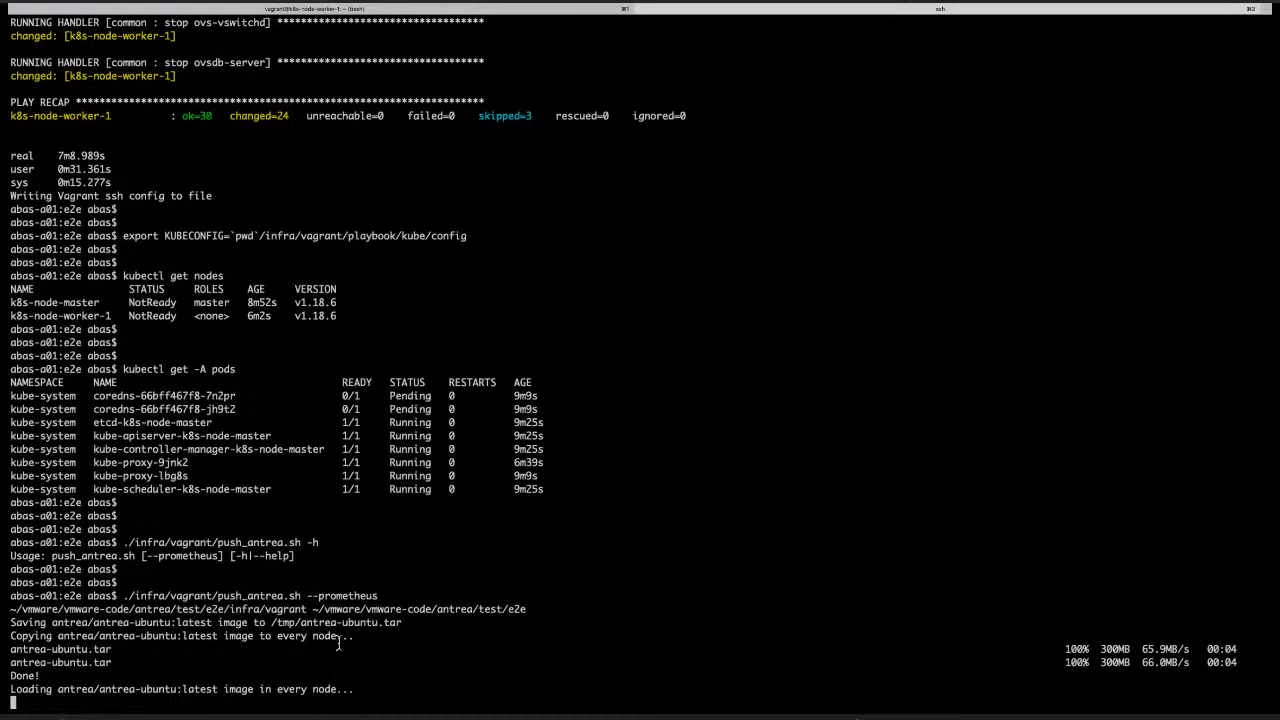 vagrant@k8s-node-worker-1: ~ (bash) ⌘1 ssh ⌘2
RUNNING HANDLER [common : stop ovs-vswitchd] ***********************************
changed: [k8s-node-worker-1]
RUNNING HANDLER [common : stop ovsdb-server] ***********************************
changed: [k8s-node-worker-1]
PLAY RECAP *********************************************************************
k8s-node-worker-1 : ok=30 changed=24 unreachable=0 failed=0 skipped=3 rescued=0 ignored=0
real 7m8.989s
user 0m31.361s
sys 0m15.277s
Writing Vagrant ssh config to file
abas-a01:e2e abas$
abas-a01:e2e abas$
abas-a01:e2e abas$ export KUBECONFIG=`pwd`/infra/vagrant/playbook/kube/config
abas-a01:e2e abas$
abas-a01:e2e abas$
abas-a01:e2e abas$ kubectl get nodes
NAME STATUS ROLES AGE VERSION
k8s-node-master NotReady master 8m52s v1.18.6
k8s-node-worker-1 NotReady <none> 6m2s v1.18.6
abas-a01:e2e abas$
abas-a01:e2e abas$
abas-a01:e2e abas$
abas-a01:e2e abas$ kubectl get -A pods
NAMESPACE NAME READY STATUS RESTARTS AGE
kube-system coredns-66bff467f8-7n2pr 0/1 Pending 0 9m9s
kube-system coredns-66bff467f8-jh9t2 0/1 Pending 0 9m9s
kube-system etcd-k8s-node-master 1/1 Running 0 9m25s
kube-system kube-apiserver-k8s-node-master 1/1 Running 0 9m25s
kube-system kube-controller-manager-k8s-node-master 1/1 Running 0 9m25s
kube-system kube-proxy-9jnk2 1/1 Running 0 6m39s
kube-system kube-proxy-lbg8s 1/1 Running 0 9m9s
kube-system kube-scheduler-k8s-node-master 1/1 Running 0 9m25s
abas-a01:e2e abas$
abas-a01:e2e abas$
abas-a01:e2e abas$
abas-a01:e2e abas$ ./infra/vagrant/push_antrea.sh -h
Usage: push_antrea.sh [--prometheus] [-h|--help]
abas-a01:e2e abas$
abas-a01:e2e abas$
abas-a01:e2e abas$ ./infra/vagrant/push_antrea.sh --prometheus
~/vmware/vmware-code/antrea/test/e2e/infra/vagrant ~/vmware/vmware-code/antrea/test/e2e
Saving antrea/antrea-ubuntu:latest image to /tmp/antrea-ubuntu.tar
Copying antrea/antrea-ubuntu:latest image to every node...
antrea-ubuntu.tar 100% 300MB 65.9MB/s 00:04
antrea-ubuntu.tar 100% 300MB 66.0MB/s 00:04
Done!
Loading antrea/antrea-ubuntu:latest image in every node...